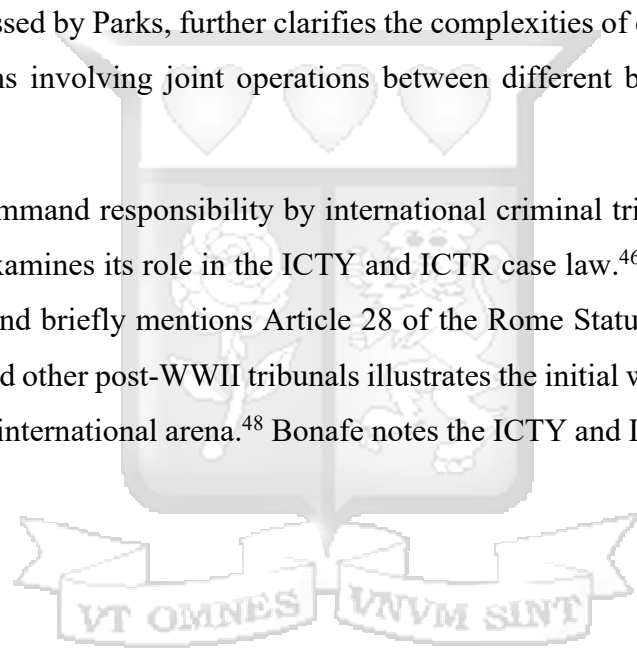 ssed by Parks, further clarifies the complexities of
ns involving joint operations between different b
mmand responsibility by international criminal tri
xamines its role in the ICTY and ICTR case law.46
nd briefly mentions Article 28 of the Rome Statu
d other post-WWII tribunals illustrates the initial
international arena.48 Bonafe notes the ICTY and
VT OMNES VNVM SINT